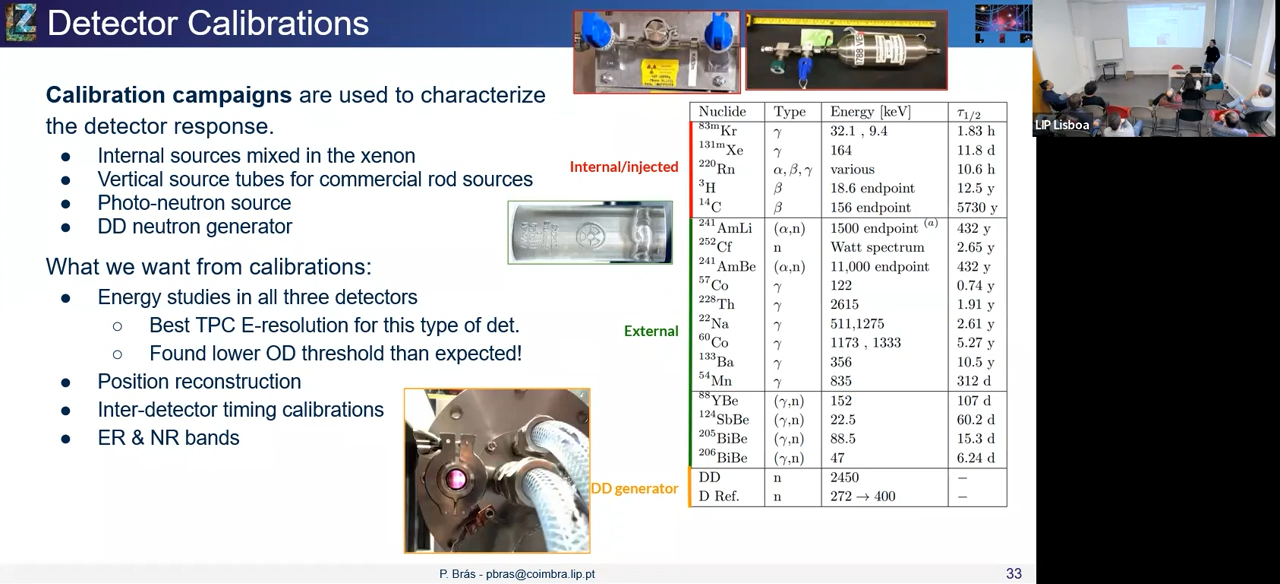 Detector Calibrations
Calibration campaigns are used to characterize
the detector response.
● Internal sources mixed in the xenon
● Vertical source tubes for commercial rod sources
● Photo-neutron source
● DD neutron generator
What we want from calibrations:
● Energy studies in all three detectors
○ Best TPC E-resolution for this type of det.
○ Found lower OD threshold than expected!
● Position reconstruction
● Inter-detector timing calibrations
● ER & NR bands
Internal/injected
External
DD generator
Nuclide Type Energy [keV] τ1/2
83mKr γ 32.1 , 9.4 1.83 h
131mXe γ 164 11.8 d
220Rn α, β, γ various 10.6 h
3H β 18.6 endpoint 12.5 y
14C β 156 endpoint 5730 y
241AmLi (α,n) 1500 endpoint (a) 432 y
252Cf n Watt spectrum 2.65 y
241AmBe (α,n) 11,000 endpoint 432 y
57Co γ 122 0.74 y
228Th γ 2615 1.91 y
22Na γ 511,1275 2.61 y
60Co γ 1173 , 1333 5.27 y
133Ba γ 356 10.5 y
54Mn γ 835 312 d
88YBe (γ,n) 152 107 d
124SbBe (γ,n) 22.5 60.2 d
205BiBe (γ,n) 88.5 15.3 d
206BiBe (γ,n) 47 6.24 d
DD n 2450 −
D Ref. n 272 → 400 −
P. Brás - pbras@coimbra.lip.pt
33
LIP Lisboa